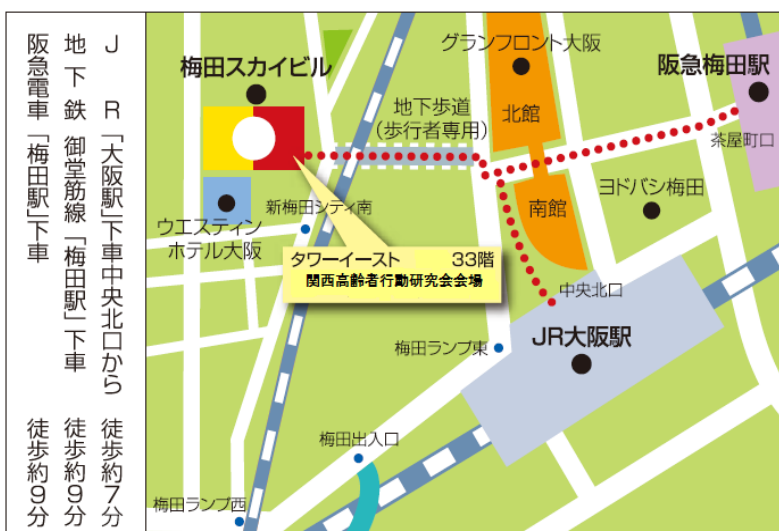 JR「大阪駅」下車中央北口から 徒歩約7分
地下鉄 御堂筋線「梅田駅」下車 徒歩約9分
阪急電車「梅田駅」下車 徒歩約9分
グランフロント大阪
梅田スカイビル
阪急梅田駅
地下歩道
(歩行者専用)
北館
茶屋町口
ヨドバシ梅田
南館
新梅田シティ南
ウエスティン
ホテル大阪
タワーイースト 33階
関西高齢者行動研究会会場
中央北口
JR大阪駅
梅田ランプ東
梅田出入口
梅田ランプ西